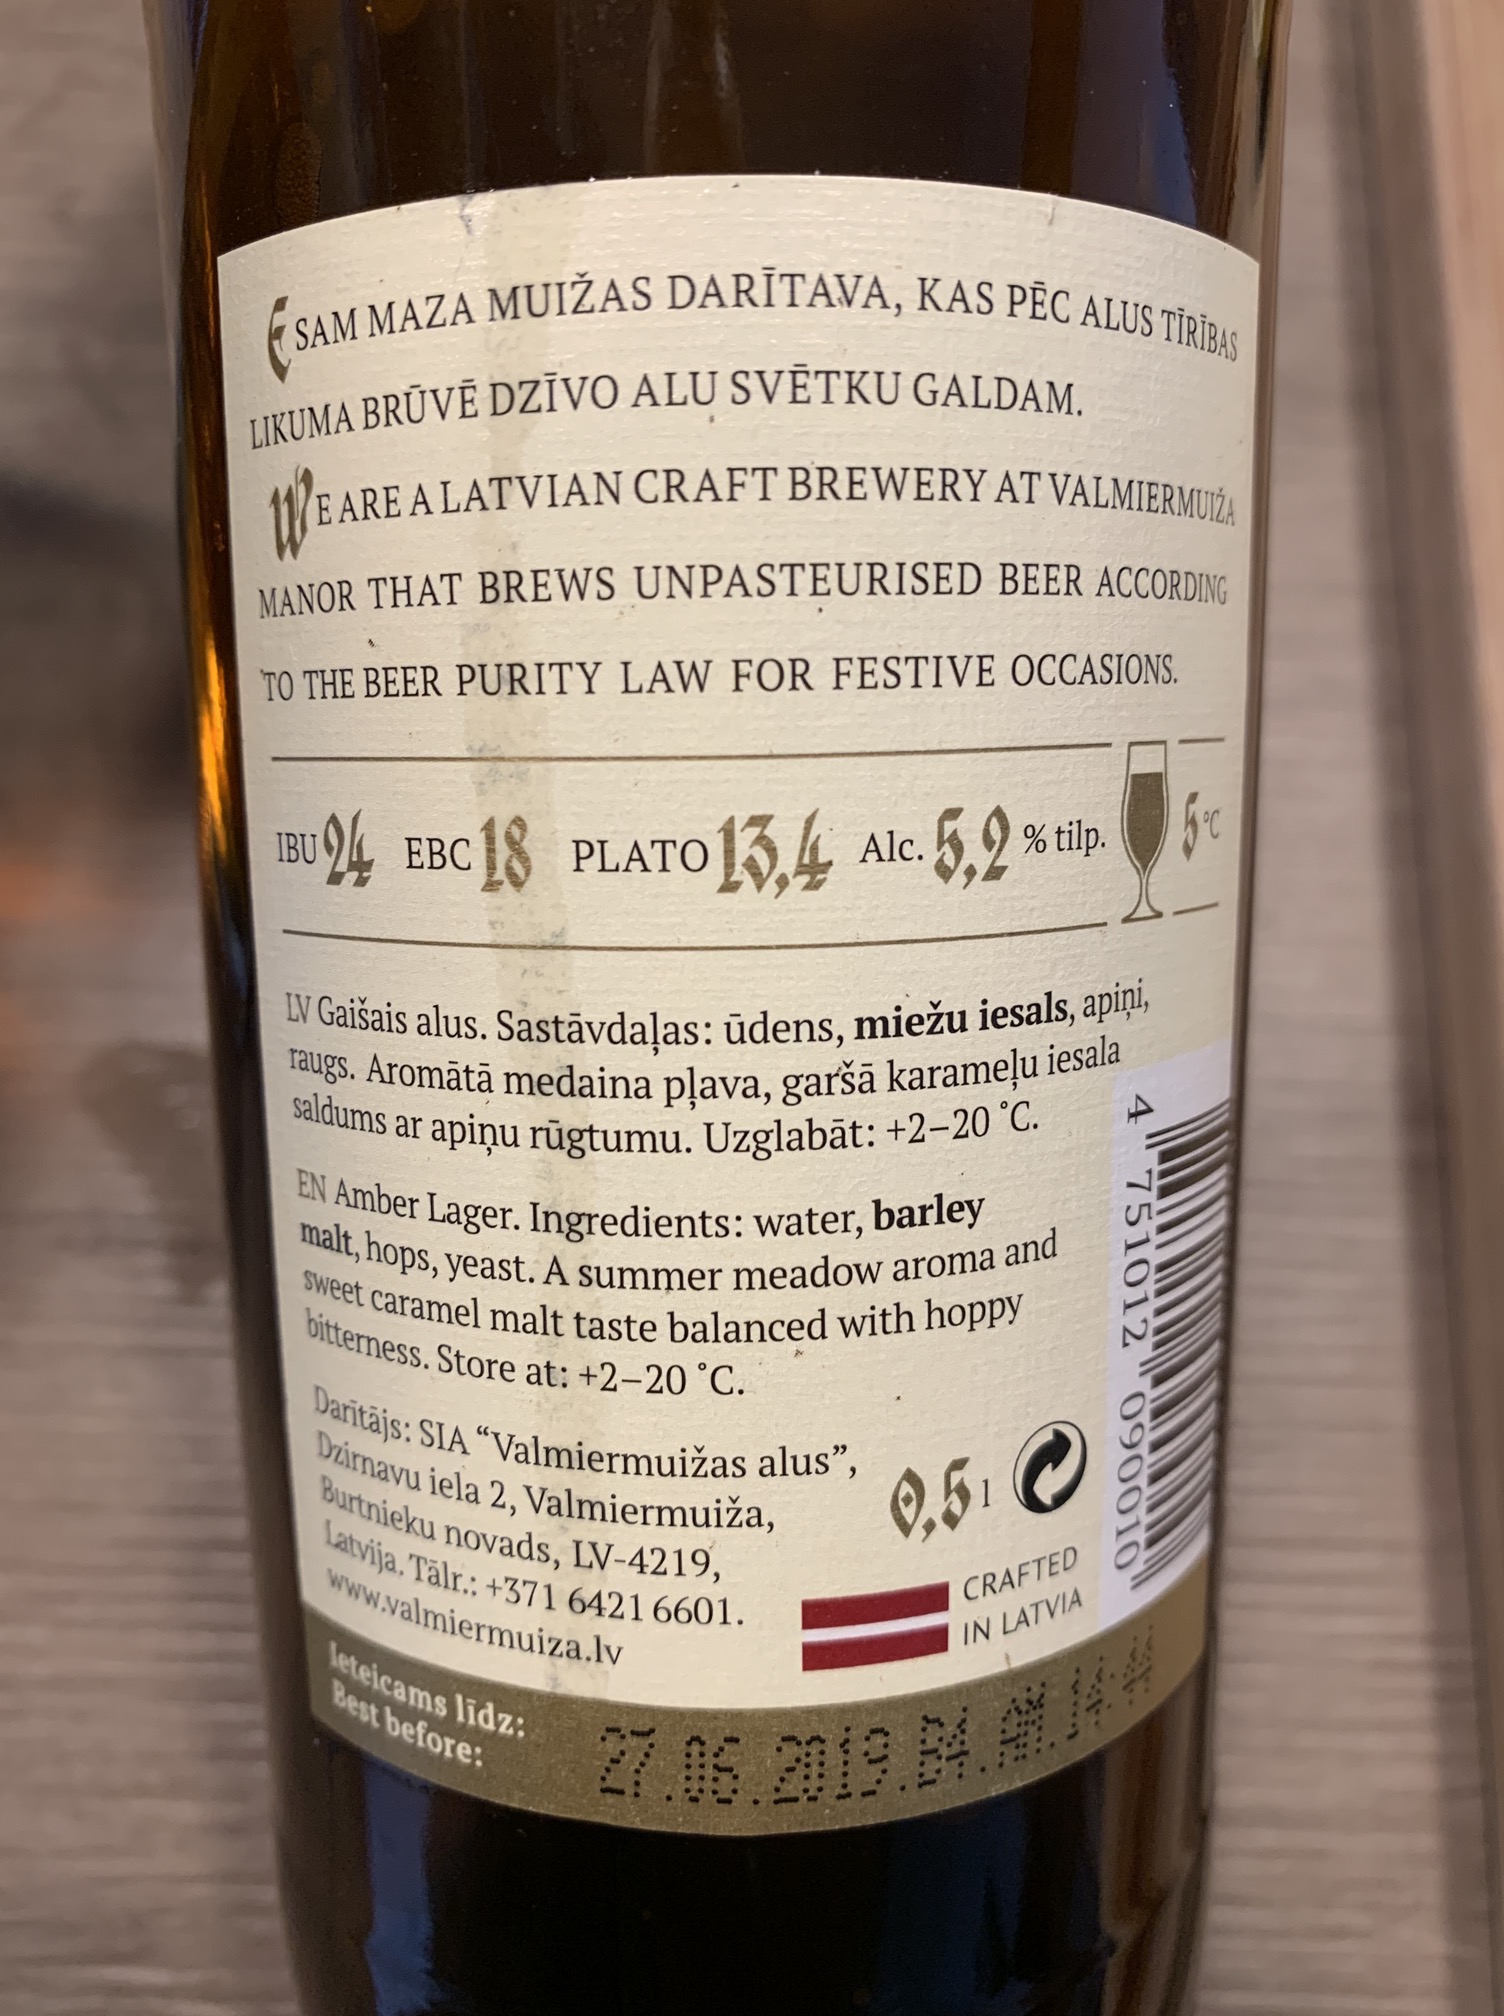 ESAM MAZA MUIŽAS DARĪTAVA, KAS PĒC ALUS TĪRĪBAS
LIKUMA BRŪVĒ DZĪVO ALU SVĒTKU GALDAM.
WE ARE A LATVIAN CRAFT BREWERY AT VALMIERMUIŽA
MANOR THAT BREWS UNPASTEURISED BEER ACCORDING
TO THE BEER PURITY LAW FOR FESTIVE OCCASIONS.
IBU 24 EBC 18 PLATO 13,4 Alc. 5,2 % tilp. 5 °C
LV Gaišais alus. Sastāvdaļas: ūdens, miežu iesals, apiņi,
raugs. Aromātā medaina pļava, garšā karameļu iesala
saldums ar apiņu rūgtumu. Uzglabāt: +2–20 °C.
EN Amber Lager. Ingredients: water, barley
malt, hops, yeast. A summer meadow aroma and
sweet caramel malt taste balanced with hoppy
bitterness. Store at: +2–20 °C.
Darītājs: SIA “Valmiermuižas alus”,
Dzirnavu iela 2, Valmiermuiža,
Burtnieku novads, LV-4219,
Latvija. Tālr.: +371 6421 6601.
www.valmiermuiza.lv
0,5 l
CRAFTED
IN LATVIA
4 751012 090010
Ieteicams līdz:
Best before:
27.06.2019.B4.AM.